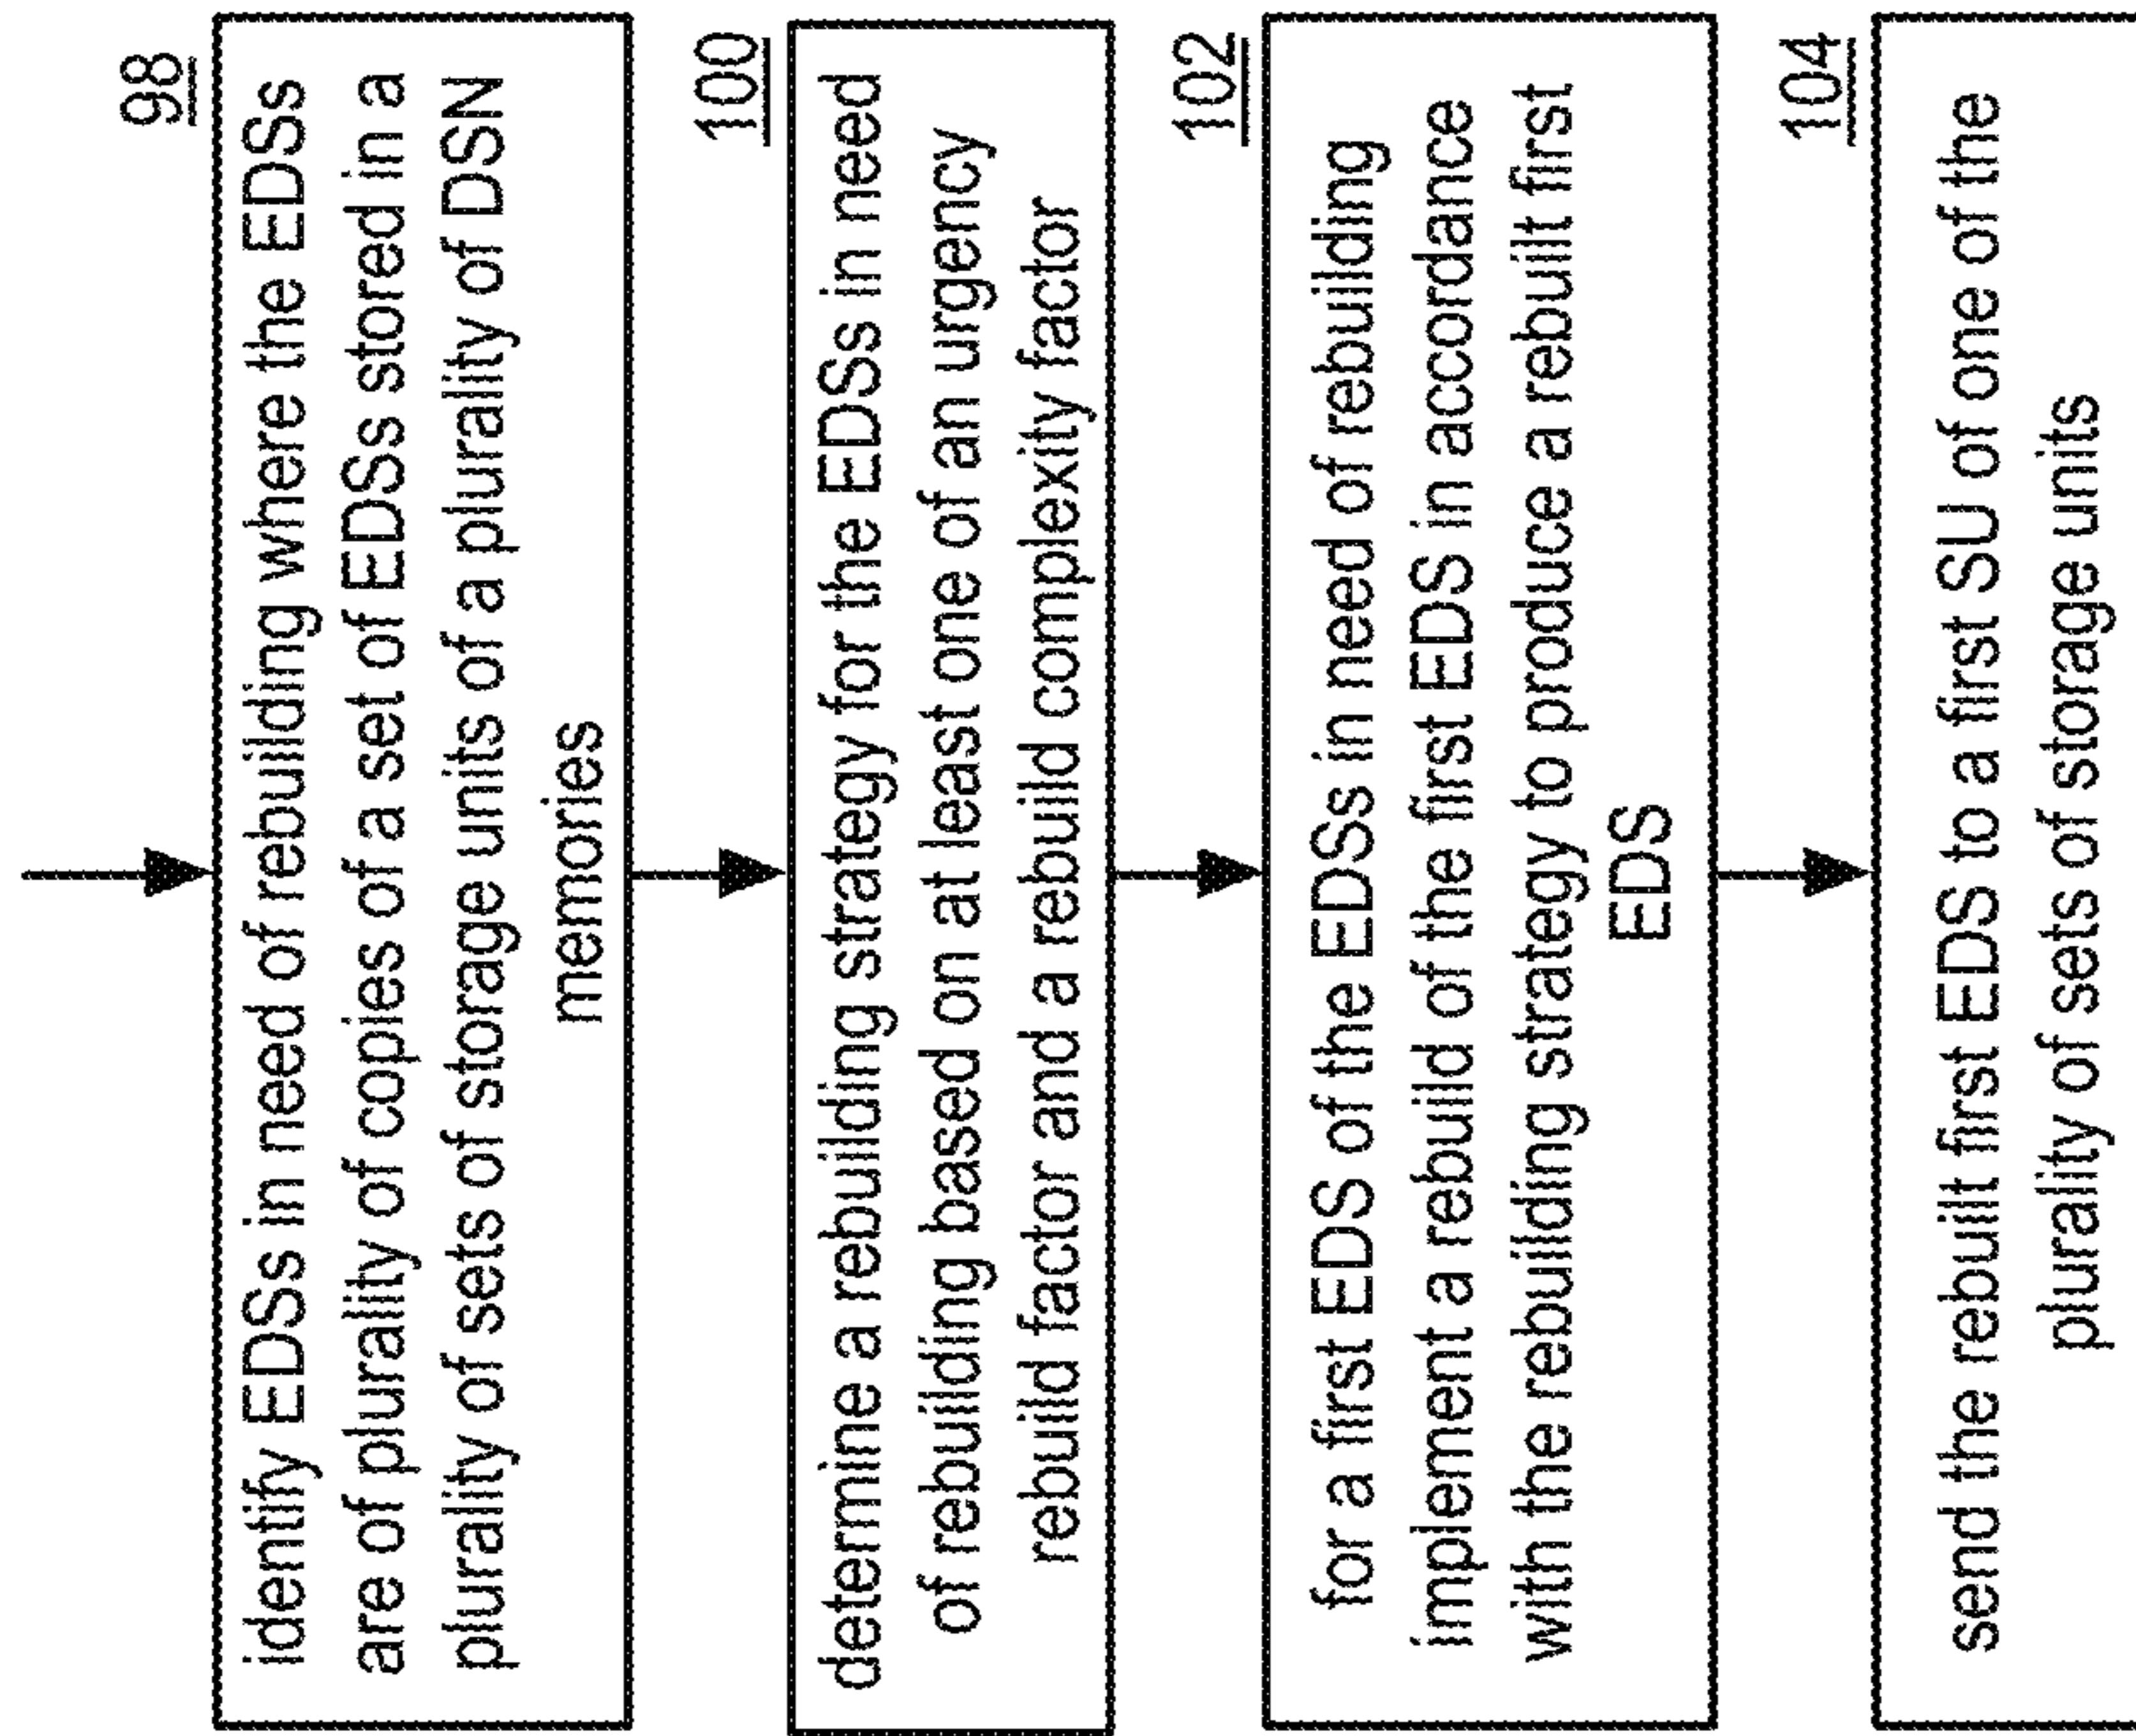 98
identify EDSs in need of rebuilding where the EDSs
are of plurality of copies of a set of EDSs stored in a
plurality of sets of storage units of a plurality of DSN
memories
100
determine a rebuilding strategy for the EDSs in need
of rebuilding based on at least one of an urgency
rebuild factor and a rebuild complexity factor
102
for a first EDS of the EDSs in need of rebuilding
implement a rebuild of the first EDS in accordance
with the rebuilding strategy to produce a rebuilt first
EDS
104
send the rebuilt first EDS to a first SU of one of the
plurality of sets of storage units